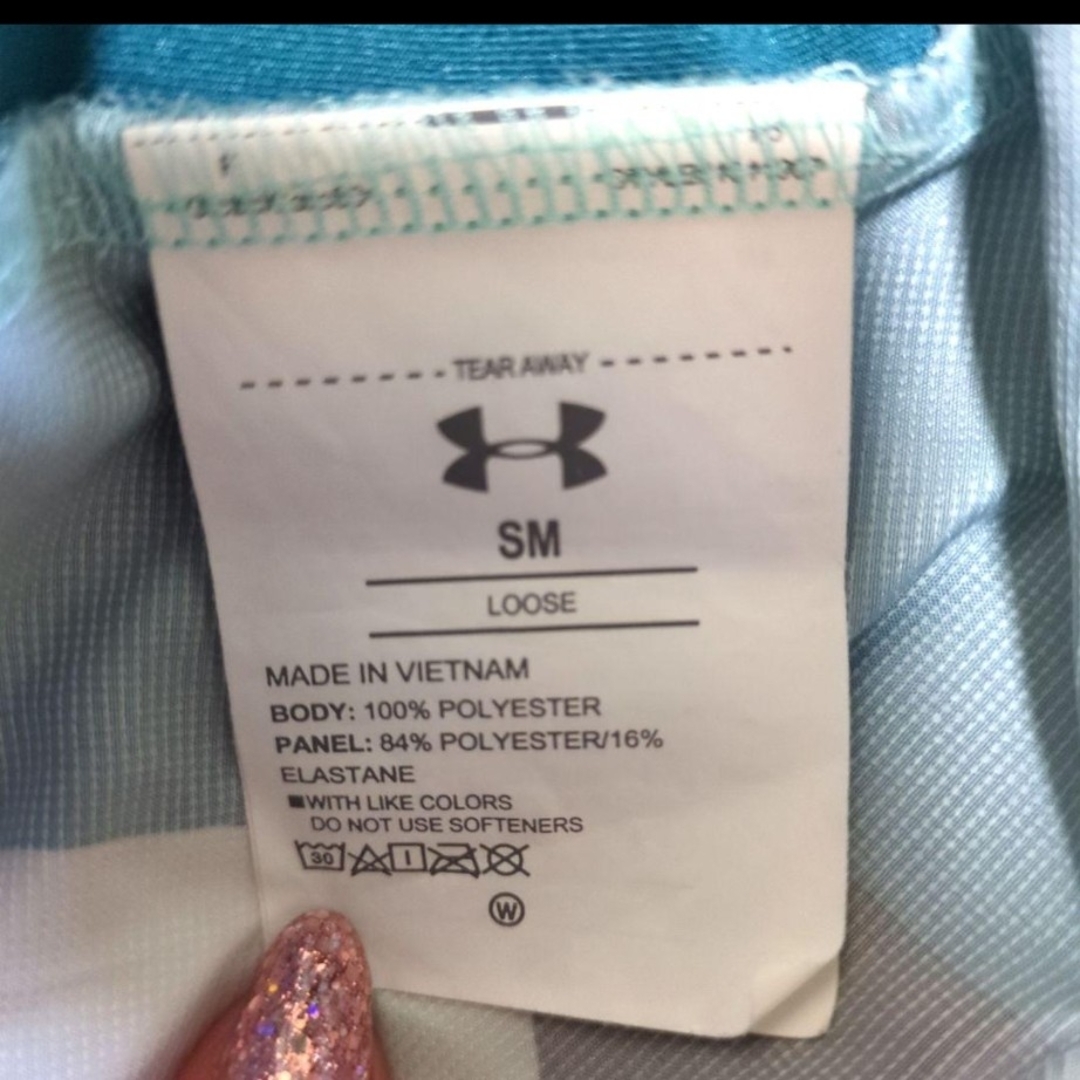 TEAR AWAY
SM
LOOSE
MADE IN VIETNAM
BODY: 100% POLYESTER
PANEL: 84% POLYESTER/16%
ELASTANE
WITH LIKE COLORS
DO NOT USE SOFTENERS
30
W